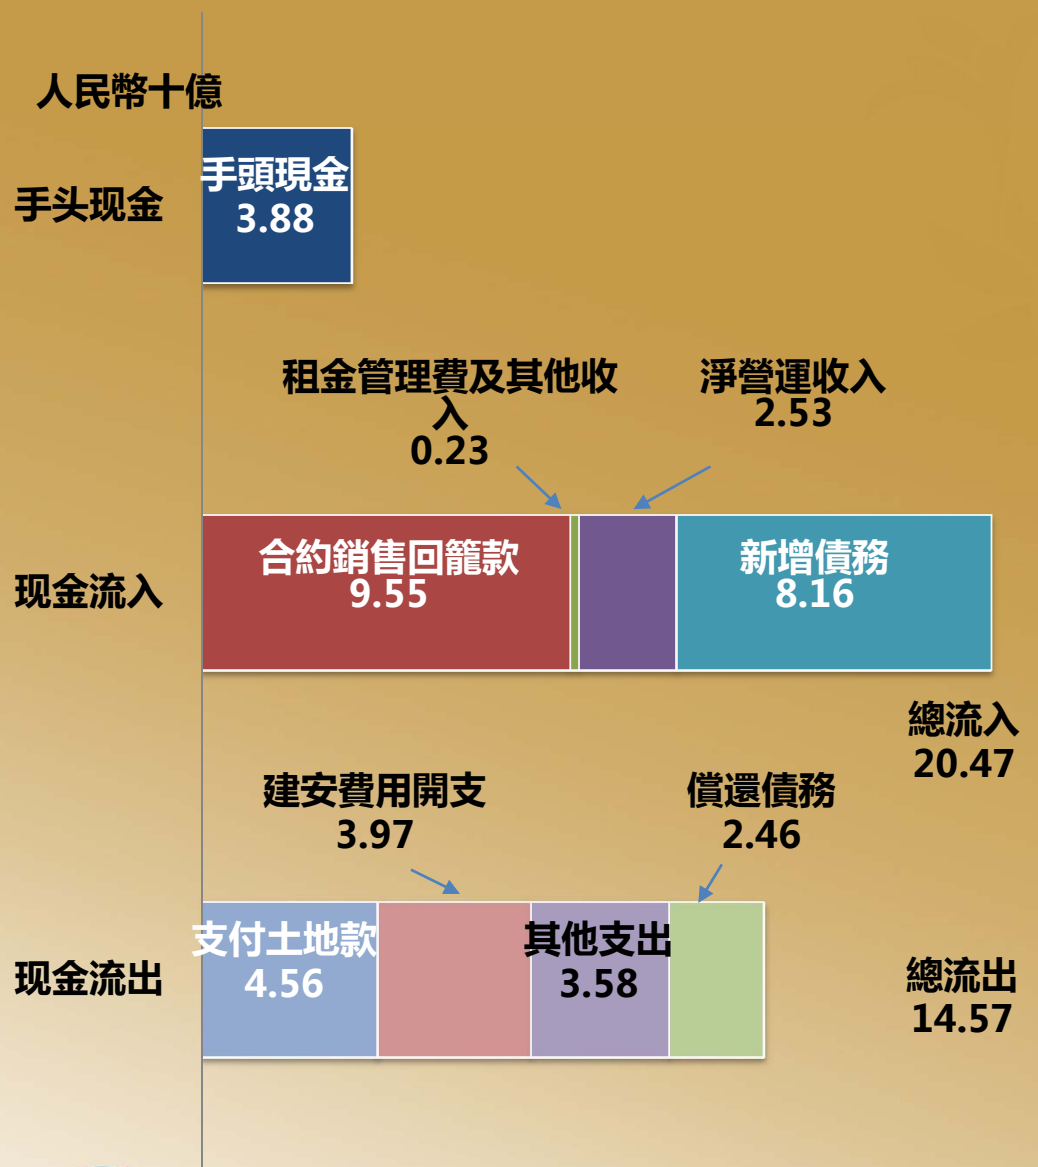 人民幣十億
手头现金
手頭現金
3.88
租金管理費及其他收
入
0.23
淨營運收入
2.53
现金流入
合約銷售回籠款
9.55
新增債務
8.16
總流入
20.47
建安費用開支
3.97
償還債務
2.46
现金流出
支付土地款
4.56
其他支出
3.58
總流出
14.57